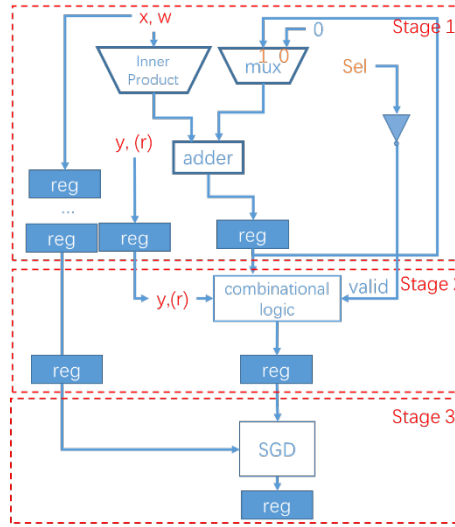 x, w
0
Stage 1
Inner
Product
1 0
mux
Sel
y, (r)
adder
reg
...
reg
reg
reg
combinational
logic
valid
Stage 2
y,(r)
reg
reg
Stage 3
SGD
reg